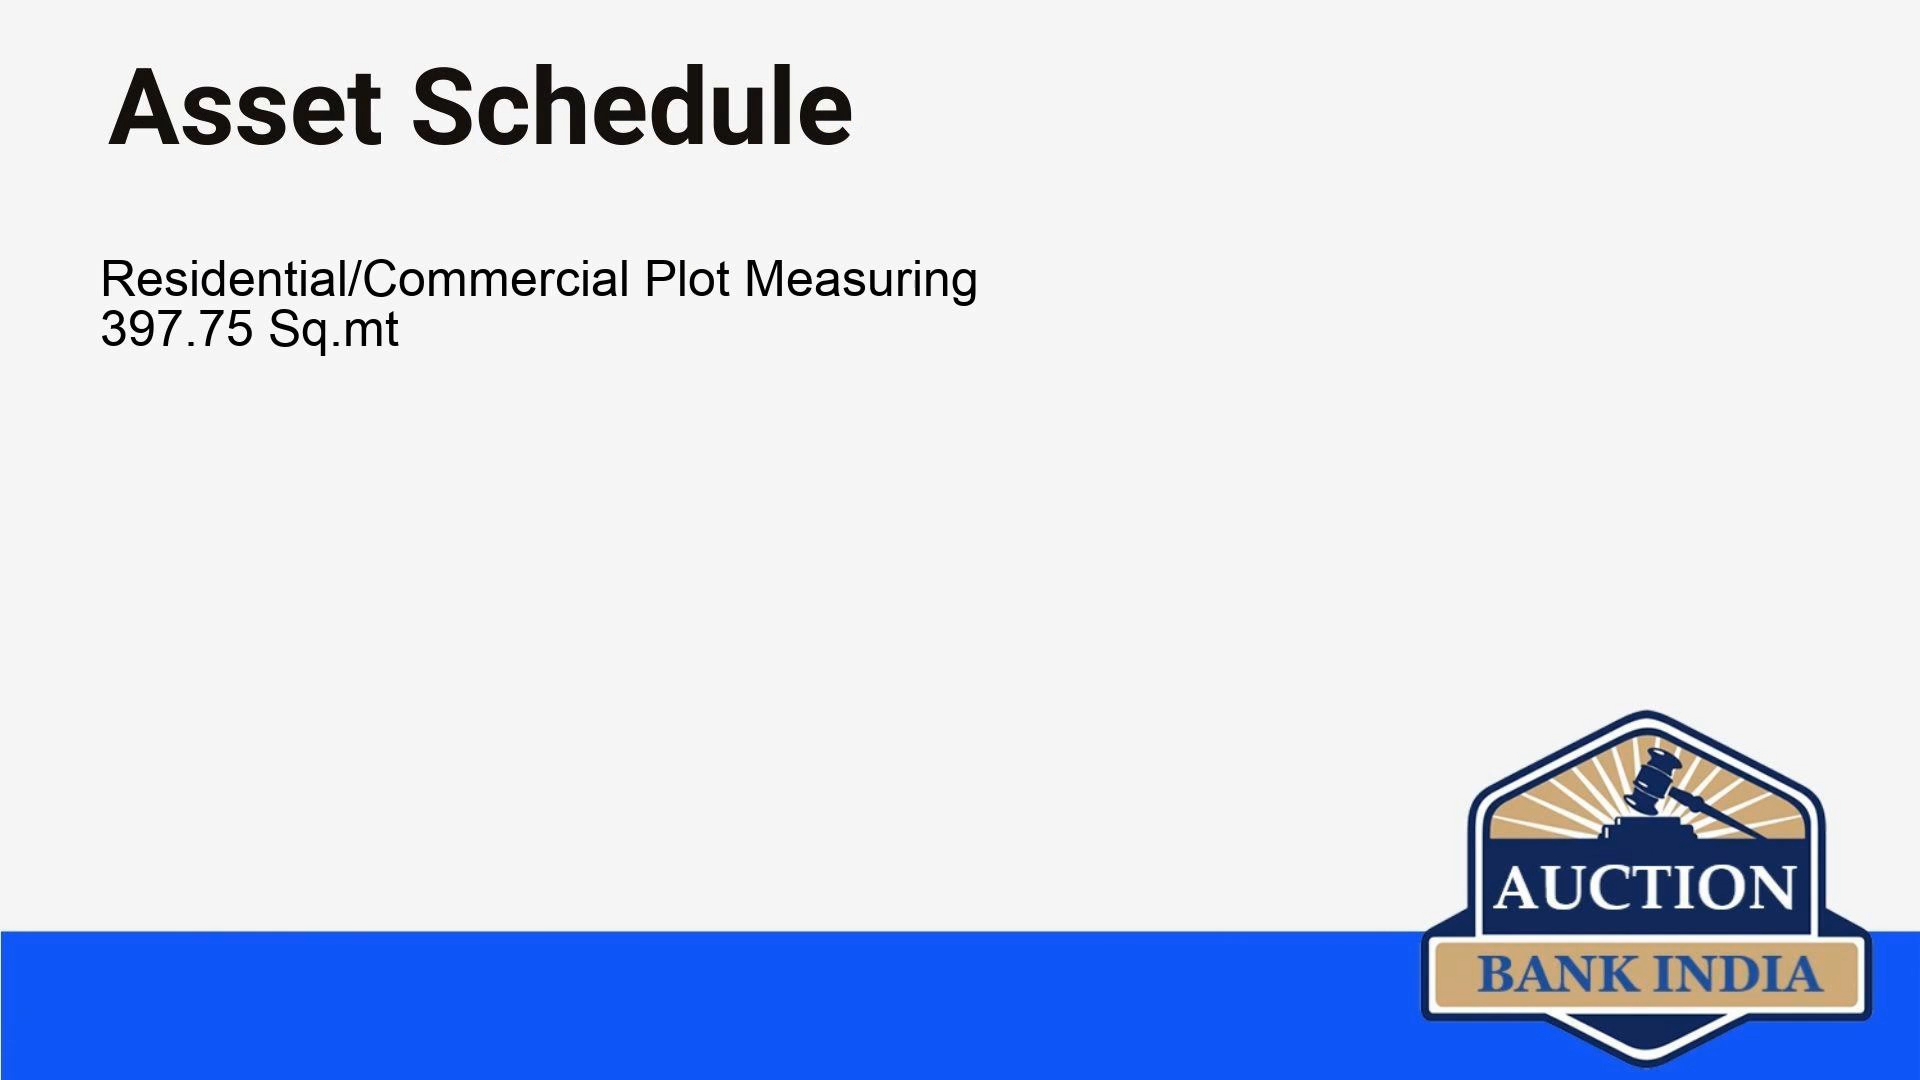 Asset Schedule
Residential/Commercial Plot Measuring
397.75 Sq.mt
AUCTION
BANK INDIA